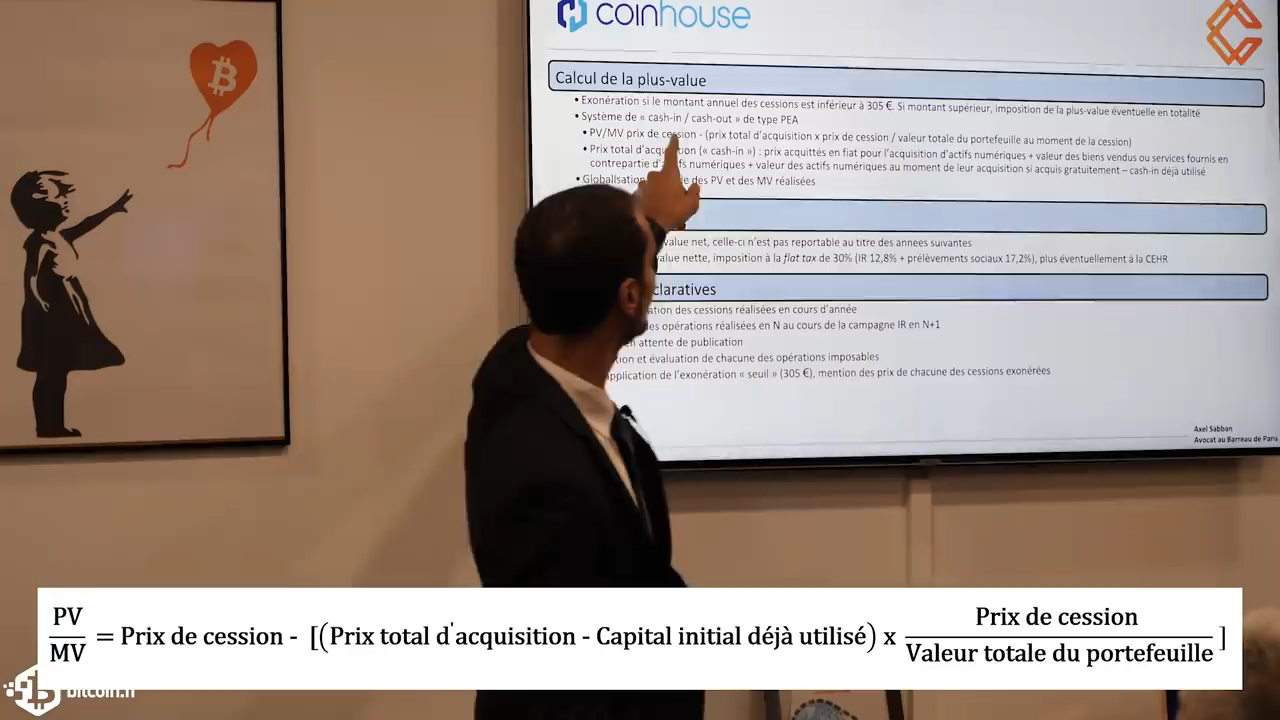 coinhouse
Calcul de la plus-value
• Exonération si le montant annuel des cessions est inférieur à 305 €. Si montant supérieur, imposition de la plus-value éventuelle en totalité
• Système de « cash-in / cash-out » de type PEA
• PV/MV prix de cession - (prix total d'acquisition x prix de cession / valeur totale du portefeuille au moment de la cession)
• Prix total d'acquisition (« cash-in ») : prix acquittés en fiat pour l'acquisition d'actifs numériques + valeur des biens vendus ou services fournis en
contrepartie d'actifs numériques + valeur des actifs numériques au moment de leur acquisition si acquis gratuitement – cash-in déjà utilisé
• Globalisation des PV et des MV réalisées
value net, celle-ci n'est pas reportable au titre des annees suivantes
value nette, imposition à la flat tax de 30% (IR 12,8% + prélèvements sociaux 17,2%), plus éventuellement à la CEHR
claratives
ation des cessions réalisées en cours d'année
des opérations réalisées en N au cours de la campagne IR en N+1
en attente de publication
tion et évaluation de chacune des opérations imposables
application de l'exonération « seuil » (305 €), mention des prix de chacune des cessions exonérées
Axel Sabban
Avocat au Barreau de Paris
PV/MV = Prix de cession - [(Prix total d'acquisition - Capital initial déjà utilisé) x Prix de cession/Valeur totale du portefeuille]
bitcoin.fr